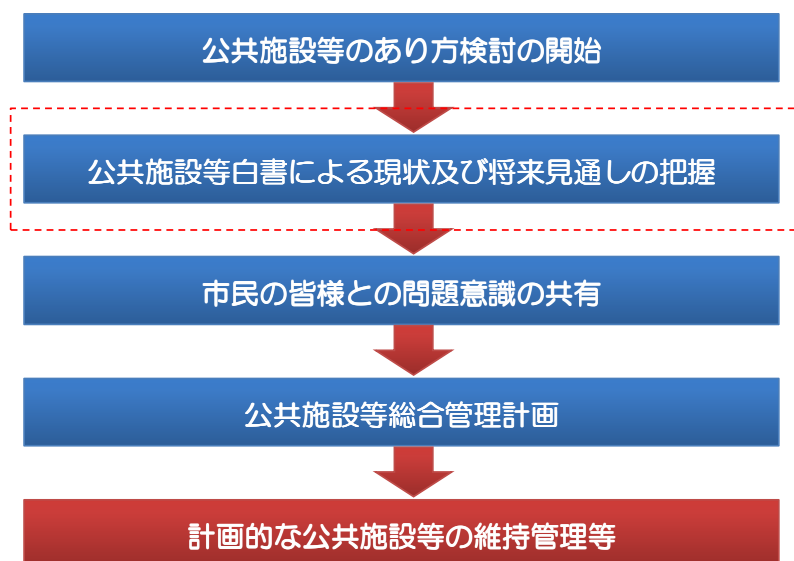 公共施設等のあり方検討の開始
公共施設等白書による現状及び将来見通しの把握
市民の皆様との問題意識の共有
公共施設等総合管理計画
計画的な公共施設等の維持管理等